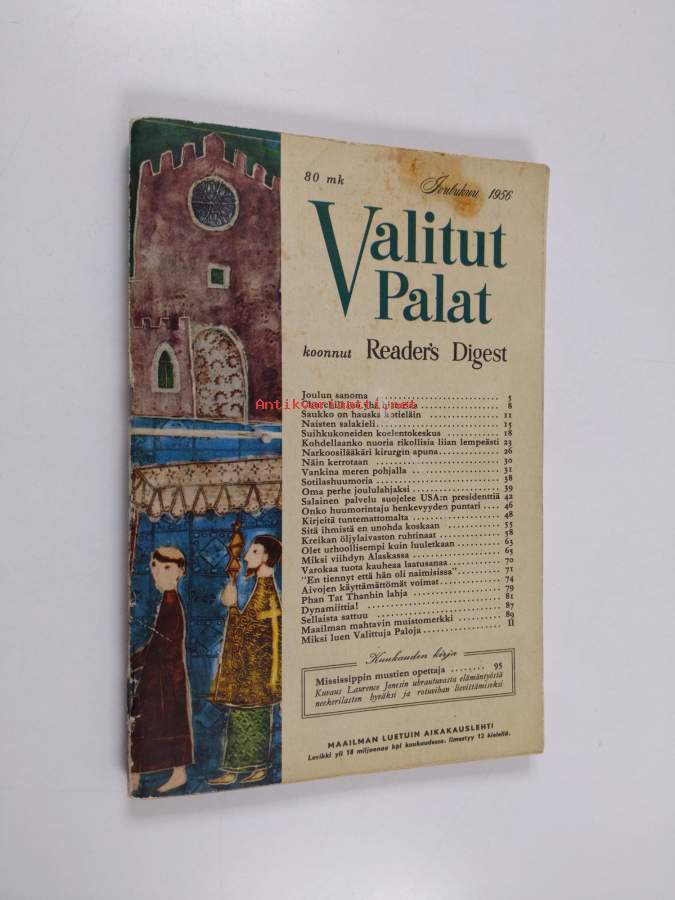 80 mk
Joulukuu 1956
Valitut
Palat
koonnut Reader's Digest
Joulun sanoma 5
8
Saukko on hauska kotieläin 11
Naisten salakieli 15
Suihkukoneiden koelentokeskus 18
Kohdellaanko nuoria rikollisia liian lempeästi 23
Narkoosilääkäri kirurgin apuna 26
Näin kerrotaan 30
Vankina meren pohjalla 31
Sotilashuumoria 38
Oma perhe joululahjaksi 39
Salainen palvelu suojelee USA:n presidenttiä 42
Onko huumorintaju henkevyyden puntari 46
Kirjeitä tuntemattomalta 48
Sitä ihmistä en unohda koskaan 55
Kreikan öljylaivaston ruhtinaat 58
Olet urhoollisempi kuin luuletkaan 63
Miksi viihdyn Alaskassa 65
Varokaa tuota kauheaa laatusanaa 70
"En tiennyt että hän oli naimisissa" 71
Aivojen käyttämättömät voimat 74
Phan Tat Thanhin lahja 79
Dynamiittia! 81
Sellaista sattuu 87
Maailman mahtavin muistomerkki 89
Miksi luen Valittuja Paloja II
Kuukauden kirja
Mississippin mustien opettaja 95
Kuvaus Laurence Jonesin uhrautuvasta elämäntyöstä
neekerilasten hyväksi ja rotuvihan lievittämiseksi
MAAILMAN LUETUIN AIKAKAUSLEHTI
Levikki yli 18 miljoonaa kpl kuukaudessa. Ilmestyy 12 kielellä.